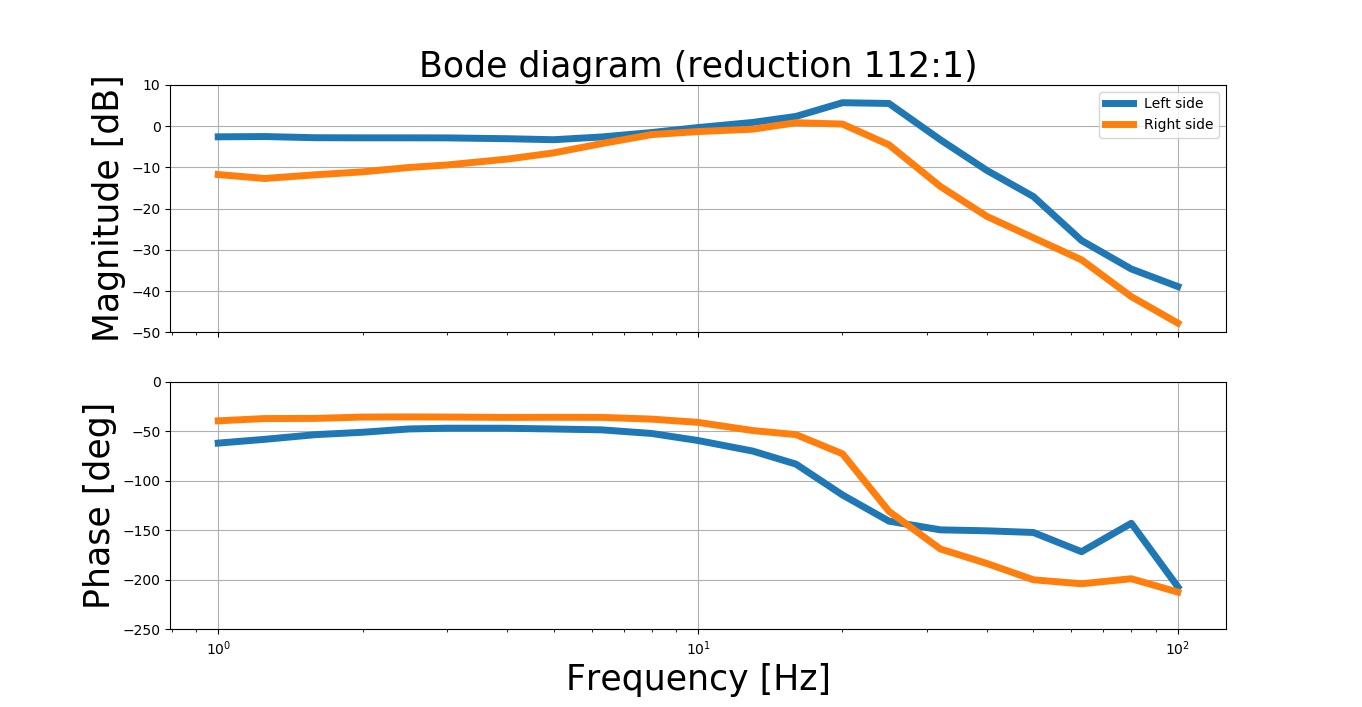 Bode diagram (reduction 112:1)
Magnitude [dB]
10
0
−10
−20
−30
−40
−50
Left side
Right side
Phase [deg]
0
−50
−100
−150
−200
−250
10⁰
10¹
10²
Frequency [Hz]